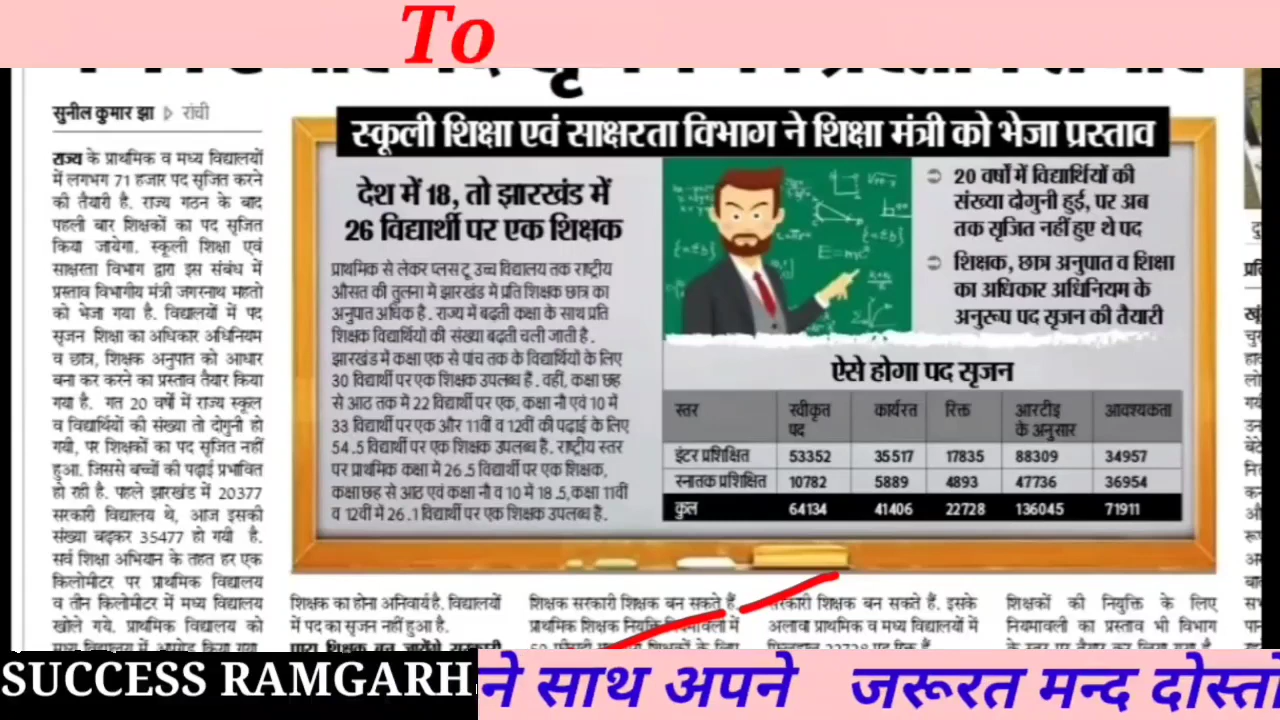 To
सुनील कुमार झा ▷ रांची
राज्य के प्राथमिक व मध्य विद्यालयों
में लगभग 71 हजार पद सृजित करने
की तैयारी है. राज्य गठन के बाद
पहली बार शिक्षकों का पद सृजित
किया जायेगा. स्कूली शिक्षा एवं
साक्षरता विभाग द्वारा इस संबंध में
प्रस्ताव विभागीय मंत्री जगरनाथ महतो
को भेजा गया है. विद्यालयों में पद
सृजन शिक्षा का अधिकार अधिनियम
व छात्र, शिक्षक अनुपात को आधार
बना कर करने का प्रस्ताव तैयार किया
गया है. गत 20 वर्षों में राज्य स्कूल
व विद्यार्थियों की संख्या तो दोगुनी हो
गयी, पर शिक्षकों का पद सृजित नहीं
हुआ. जिससे बच्चों की पढ़ाई प्रभावित
हो रही है. पहले झारखंड में 20377
सरकारी विद्यालय थे, आज इसकी
संख्या बढ़कर 35477 हो गयी है.
सर्व शिक्षा अभियान के तहत हर एक
किलोमीटर पर प्राथमिक विद्यालय
व तीन किलोमीटर में मध्य विद्यालय
खोले गये. प्राथमिक विद्यालय को
स्कूली शिक्षा एवं साक्षरता विभाग ने शिक्षा मंत्री को भेजा प्रस्ताव
देश में 18, तो झारखंड में
26 विद्यार्थी पर एक शिक्षक
प्राथमिक से लेकर प्लस टू उच्च विद्यालय तक राष्ट्रीय
औसत की तुलना में झारखंड में प्रति शिक्षक छात्र का
अनुपात अधिक है. राज्य में बढ़ती कक्षा के साथ प्रति
शिक्षक विद्यार्थियों की संख्या बढ़ती चली जाती है.
झारखंड में कक्षा एक से पांच तक के विद्यार्थियों के लिए
30 विद्यार्थी पर एक शिक्षक उपलब्ध हैं. वहीं, कक्षा छह
से आठ तक में 22 विद्यार्थी पर एक, कक्षा नौ एवं 10 में
33 विद्यार्थी पर एक और 11वीं व 12वीं की पढ़ाई के लिए
54.5 विद्यार्थी पर एक शिक्षक उपलब्ध है. राष्ट्रीय स्तर
पर प्राथमिक कक्षा में 26.5 विद्यार्थी पर एक शिक्षक,
कक्षा छह से आठ एवं कक्षा नौ व 10 में 18.5, कक्षा 11वीं
व 12वीं में 26.1 विद्यार्थी पर एक शिक्षक उपलब्ध है.
20 वर्षों में विद्यार्थियों की
संख्या दोगुनी हुई, पर अब
तक सृजित नहीं हुए थे पद
शिक्षक, छात्र अनुपात व शिक्षा
का अधिकार अधिनियम के
अनुरूप पद सृजन की तैयारी
ऐसे होगा पद सृजन
स्तर स्वीकृत पद कार्यरत रिक्त आरटीइ के अनुसार आवश्यकता
इंटर प्रशिक्षित 53352 35517 17835 88309 34957
स्नातक प्रशिक्षित 10782 5889 4893 47736 36954
कुल 64134 41406 22728 136045 71911
शिक्षक का होना अनिवार्य है. विद्यालयों
में पद का सृजन नहीं हुआ है.
शिक्षक सरकारी शिक्षक बन सकते हैं.
प्राथमिक शिक्षक नियुक्ति नियमावली में
सरकारी शिक्षक बन सकते हैं. इसके
अलावा प्राथमिक व मध्य विद्यालयों में
शिक्षकों की नियुक्ति के लिए
नियमावली का प्रस्ताव भी विभाग
SUCCESS RAMGARH
ने साथ अपने जरूरत मन्द दोस्तो